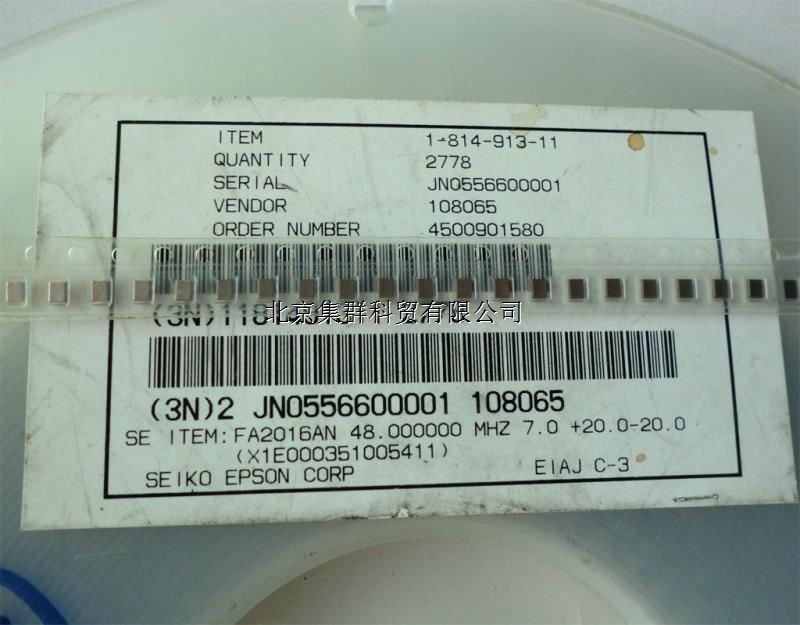 ITEM 1-814-913-11
QUANTITY 2778
SERIAL JN0556600001
VENDOR 108065
ORDER NUMBER 4500901580
北京集群科贸有限公司
(3N)2 JN0556600001 108065
SE ITEM:FA2016AN 48.000000 MHZ 7.0 +20.0-20.0
(X1E000351005411)
SEIKO EPSON CORP EIAJ C-3